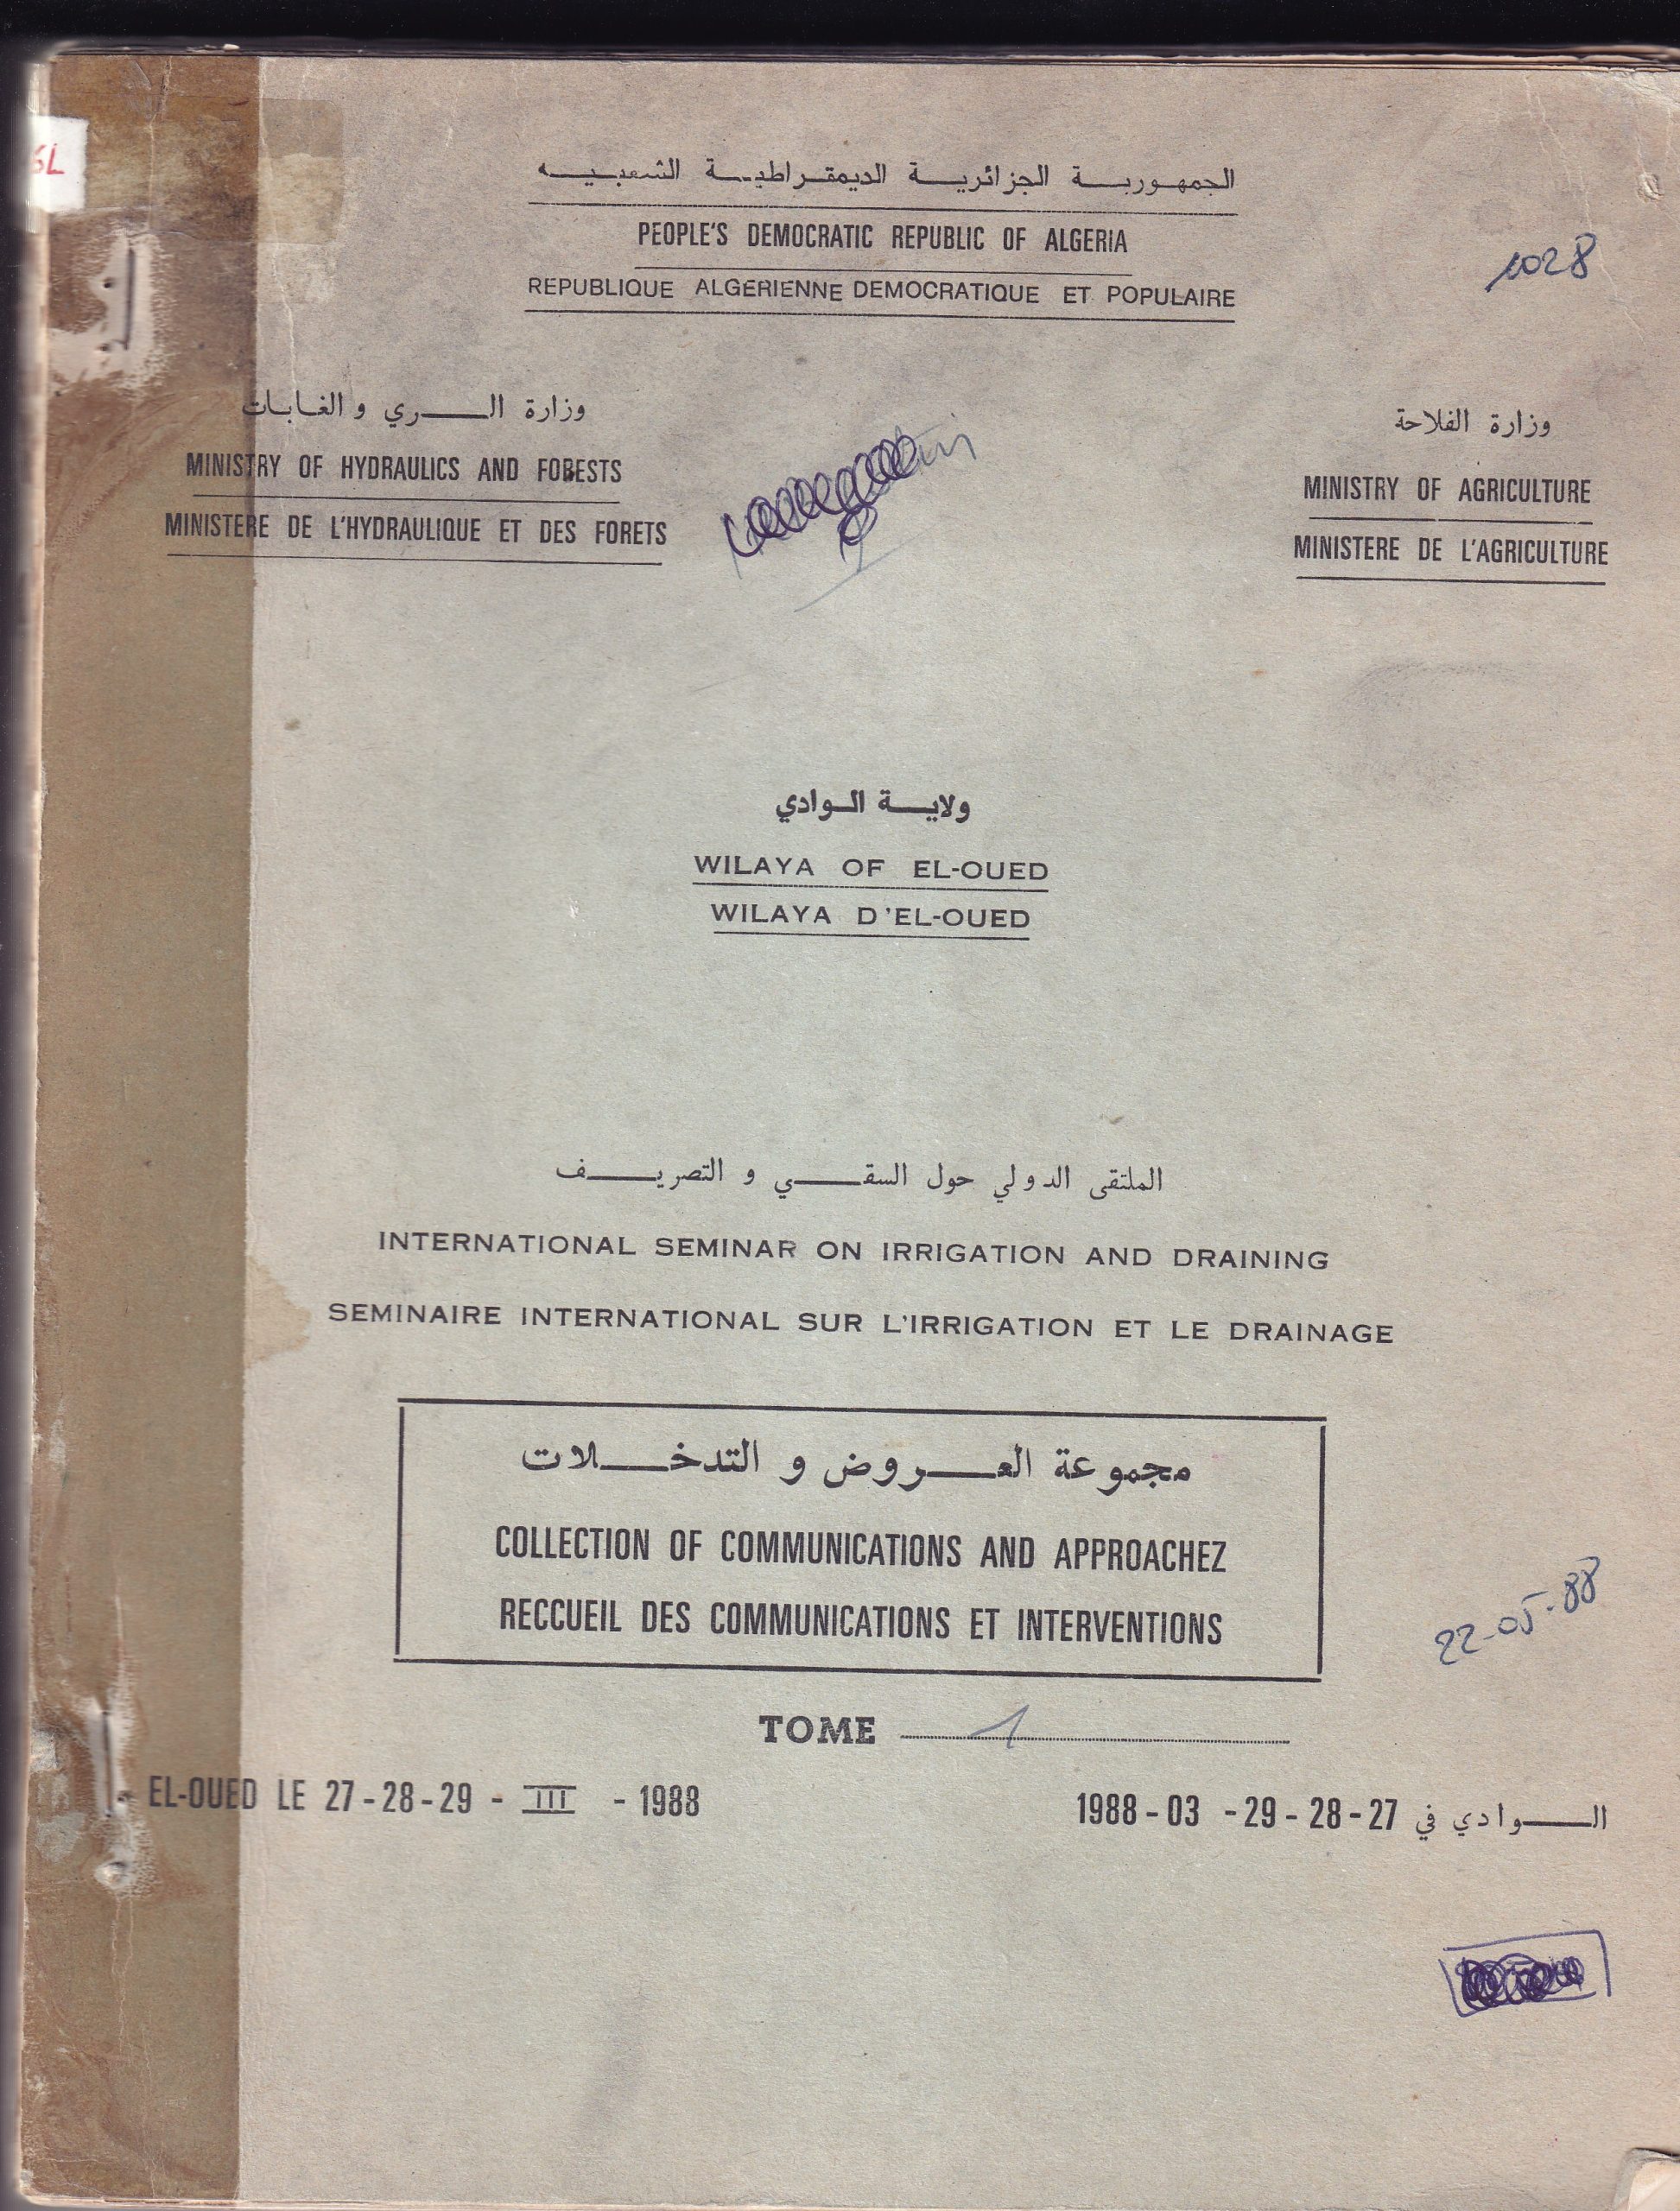 الجمهورية الجزائرية الديمقراطية الشعبيه
PEOPLE'S DEMOCRATIC REPUBLIC OF ALGERIA
REPUBLIQUE ALGERIENNE DEMOCRATIQUE ET POPULAIRE
6L
1028
وزارة الري و الغابات
MINISTRY OF HYDRAULICS AND FORESTS
MINISTERE DE L'HYDRAULIQUE ET DES FORETS
وزارة الفلاحة
MINISTRY OF AGRICULTURE
MINISTERE DE L'AGRICULTURE
ولاية الوادي
WILAYA OF EL-OUED
WILAYA D'EL-OUED
الملتقى الدولي حول السقي و التصريف
INTERNATIONAL SEMINAR ON IRRIGATION AND DRAINING
SEMINAIRE INTERNATIONAL SUR L'IRRIGATION ET LE DRAINAGE
مجموعة العروض و التدخلات
COLLECTION OF COMMUNICATIONS AND APPROACHEZ
RECCUEIL DES COMMUNICATIONS ET INTERVENTIONS
22-05-88
TOME 1
EL-OUED LE 27-28-29 - III - 1988
الوادي في 27-28-29- 03-1988